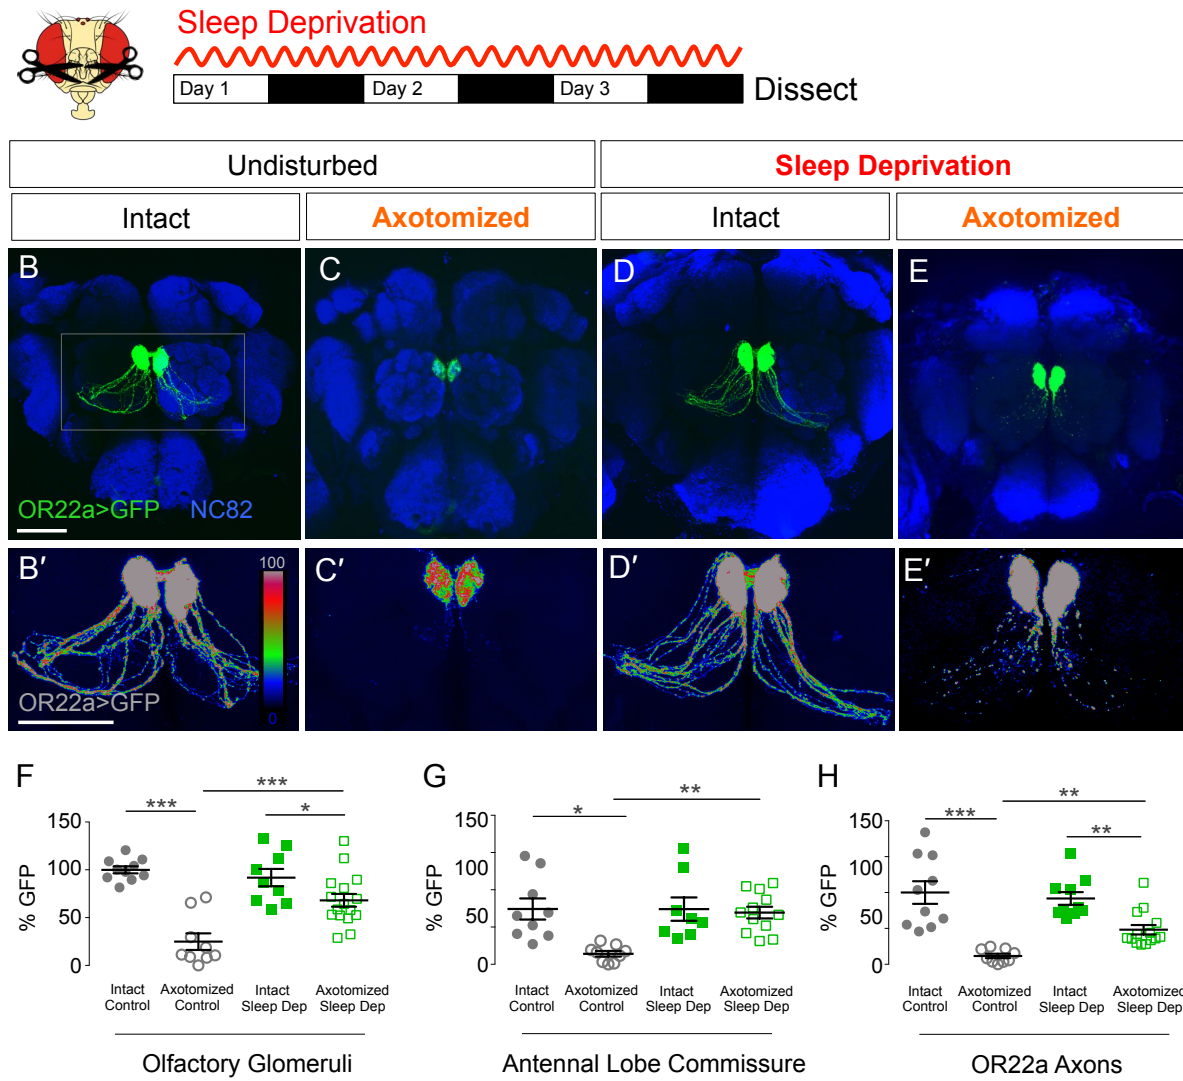 Sleep Deprivation
Day 1 Day 2 Day 3 Dissect
Undisturbed Sleep Deprivation
Intact Axotomized Intact Axotomized
B C D E
OR22a>GFP NC82
B′ 100 C′ D′ E′
OR22a>GFP 0
F G H
*** *** * * ** *** ** **
% GFP 150 100 50 0
% GFP 150 100 50 0
% GFP 150 100 50 0
Intact Control Axotomized Control Intact Sleep Dep Axotomized Sleep Dep
Intact Control Axotomized Control Intact Sleep Dep Axotomized Sleep Dep
Intact Control Axotomized Control Intact Sleep Dep Axotomized Sleep Dep
Olfactory Glomeruli Antennal Lobe Commissure OR22a Axons